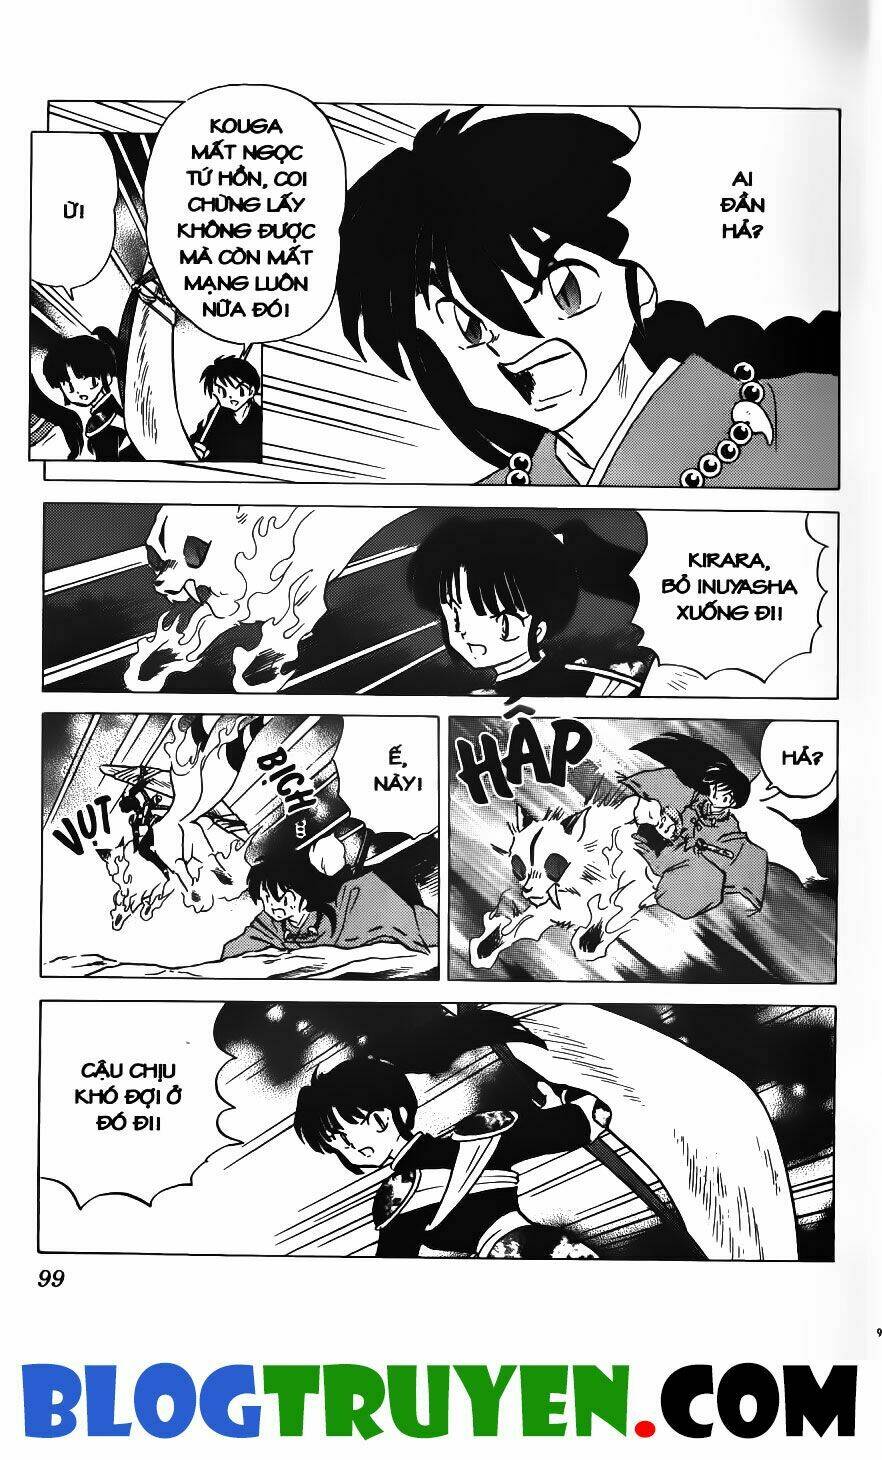 KOUGA
MẤT NGỌC
TỨ HỒN, COI
CHỪNG LẤY
KHÔNG ĐƯỢC
MÀ CÒN MẤT
MẠNG LUÔN
NỮA ĐÓ!
Ừ!
AI
ĐẦN
HẢ?
KIRARA,
BỎ INUYASHA
XUỐNG ĐI!
VỤT
BỊCH
Ế,
NÀY!
HẤP
HẢ?
CẬU CHỊU
KHÓ ĐỢI Ở
ĐÓ ĐI!
99
9
BLOGTRUYEN.COM